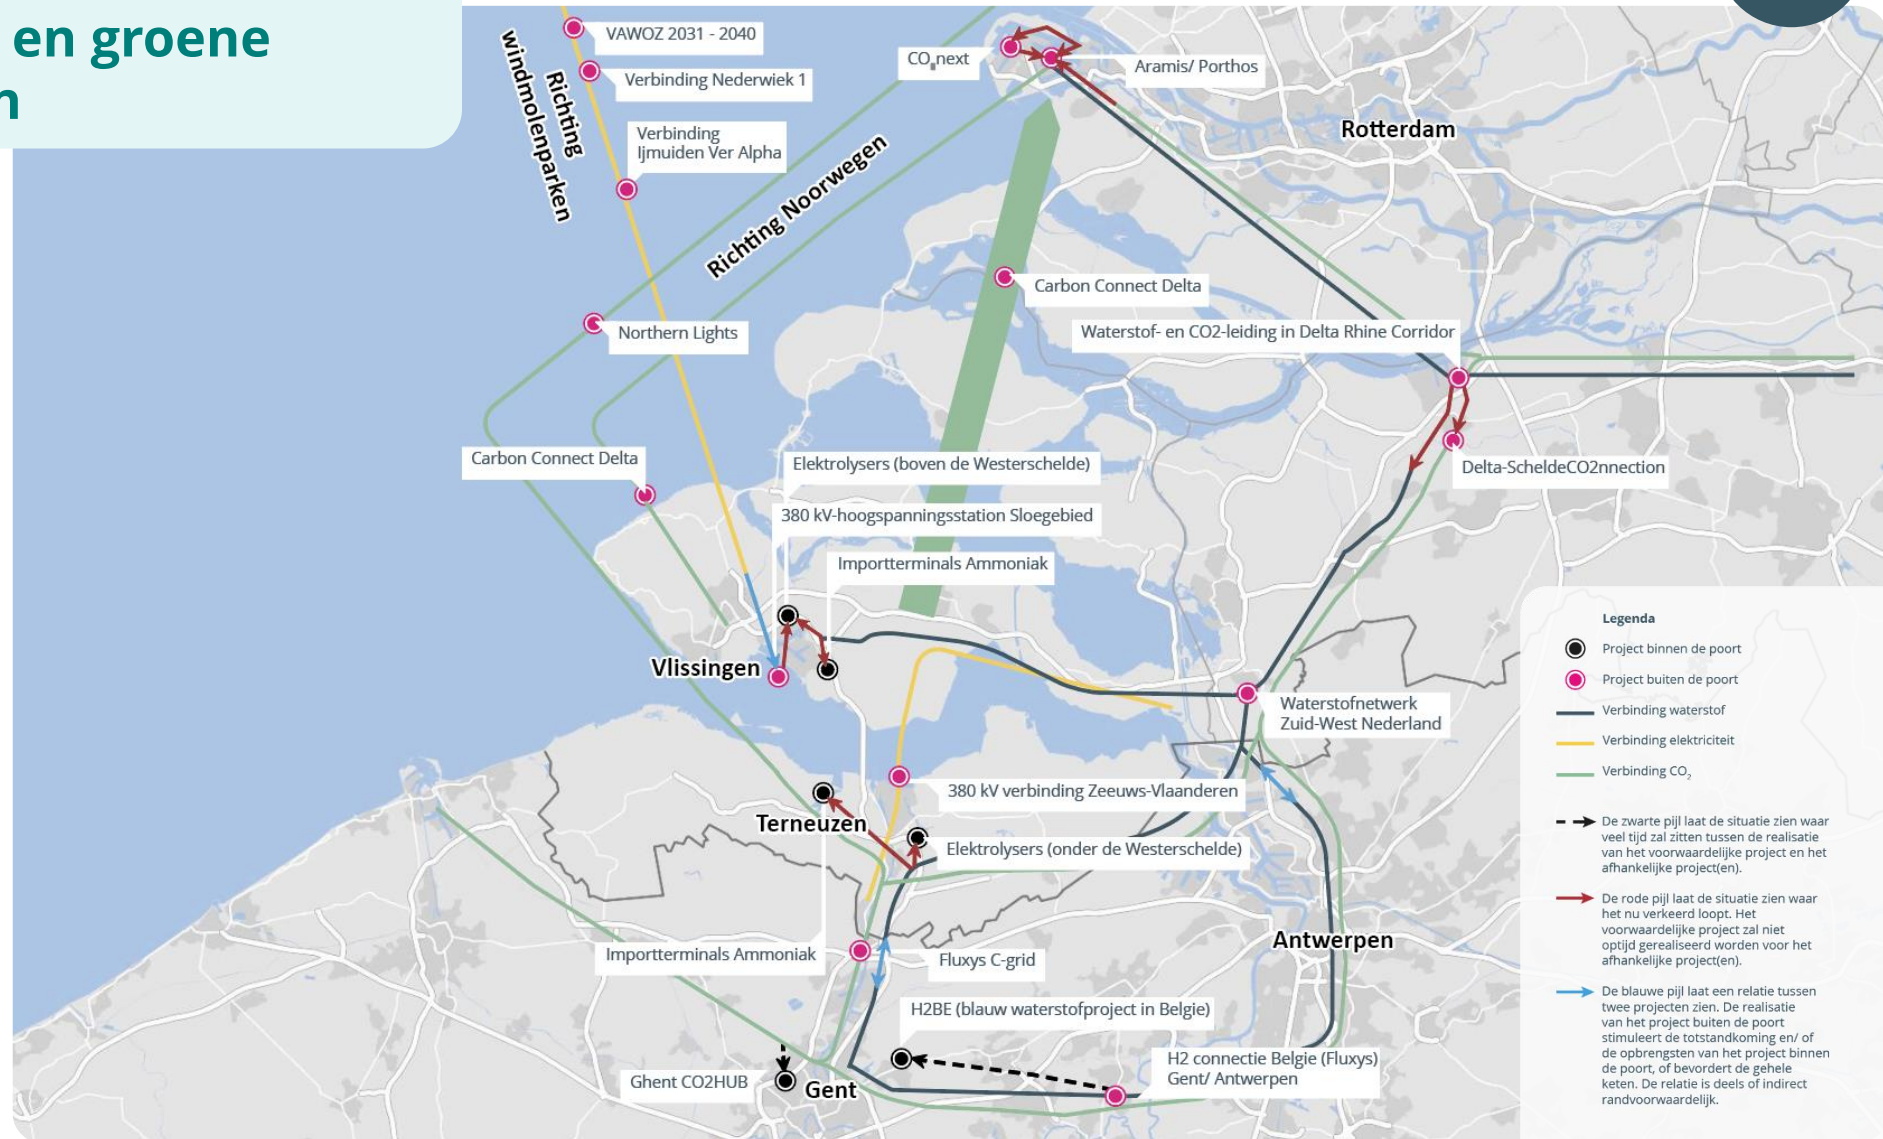 en groene
n
VAWOZ 2031 - 2040
Verbinding Nederwiek 1
Verbinding
Ijmuiden Ver Alpha
Richting
windmolenparken
Richting Noorwegen
CO₂next
Aramis/ Porthos
Rotterdam
Carbon Connect Delta
Northern Lights
Waterstof- en CO2-leiding in Delta Rhine Corridor
Carbon Connect Delta
Elektrolysers (boven de Westerschelde)
Delta-ScheldeCO2nnection
380 kV-hoogspanningsstation Sloegebied
Importterminals Ammoniak
Vlissingen
Waterstofnetwerk
Zuid-West Nederland
380 kV verbinding Zeeuws-Vlaanderen
Terneuzen
Elektrolysers (onder de Westerschelde)
Antwerpen
Importterminals Ammoniak
Fluxys C-grid
H2BE (blauw waterstofproject in Belgie)
H2 connectie Belgie (Fluxys)
Gent/ Antwerpen
Ghent CO2HUB
Gent
Legenda
Project binnen de poort
Project buiten de poort
Verbinding waterstof
Verbinding elektriciteit
Verbinding CO₂
De zwarte pijl laat de situatie zien waar
veel tijd zal zitten tussen de realisatie
van het voorwaardelijke project en het
afhankelijke project(en).
De rode pijl laat de situatie zien waar
het nu verkeerd loopt. Het
voorwaardelijke project zal niet
optijd gerealiseerd worden voor het
afhankelijke project(en).
De blauwe pijl laat een relatie tussen
twee projecten zien. De realisatie
van het project buiten de poort
stimuleert de totstandkoming en/ of
de opbrengsten van het project binnen
de poort, of bevordert de gehele
keten. De relatie is deels of indirect
randvoorwaardelijk.